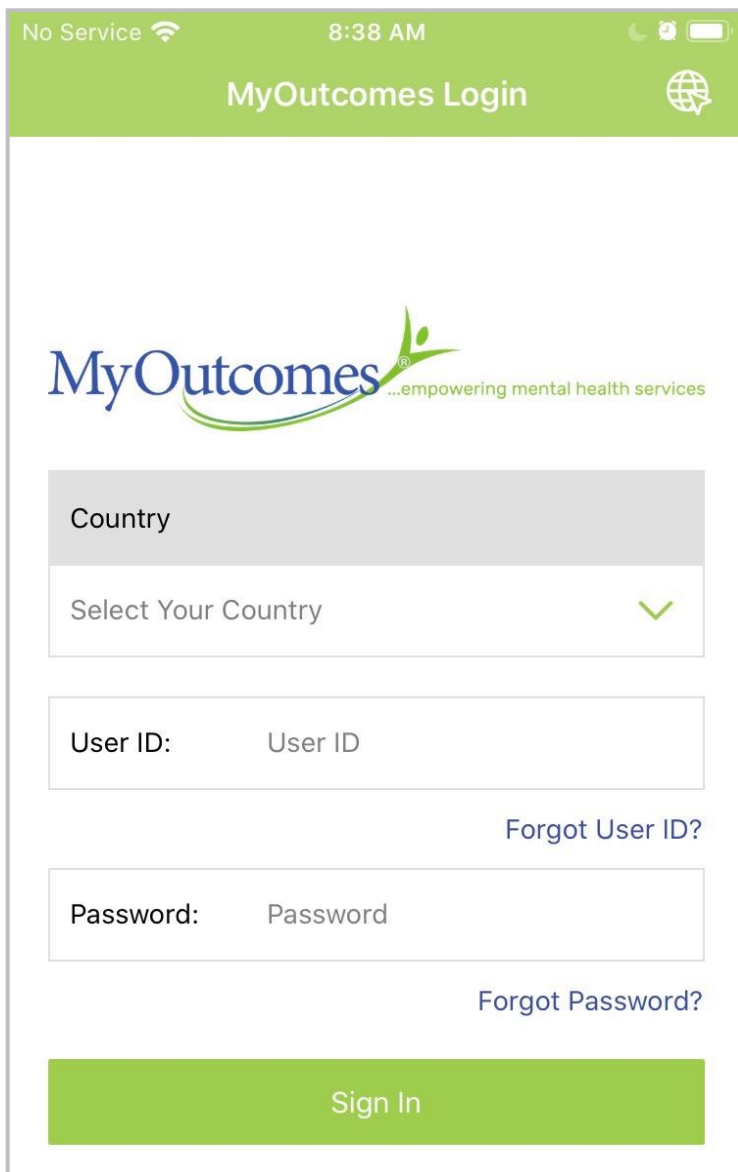 No Service 8:38 AM
MyOutcomes Login
MyOutcomes®
...empowering mental health services
Country
Select Your Country
User ID: User ID
Forgot User ID?
Password: Password
Forgot Password?
Sign In